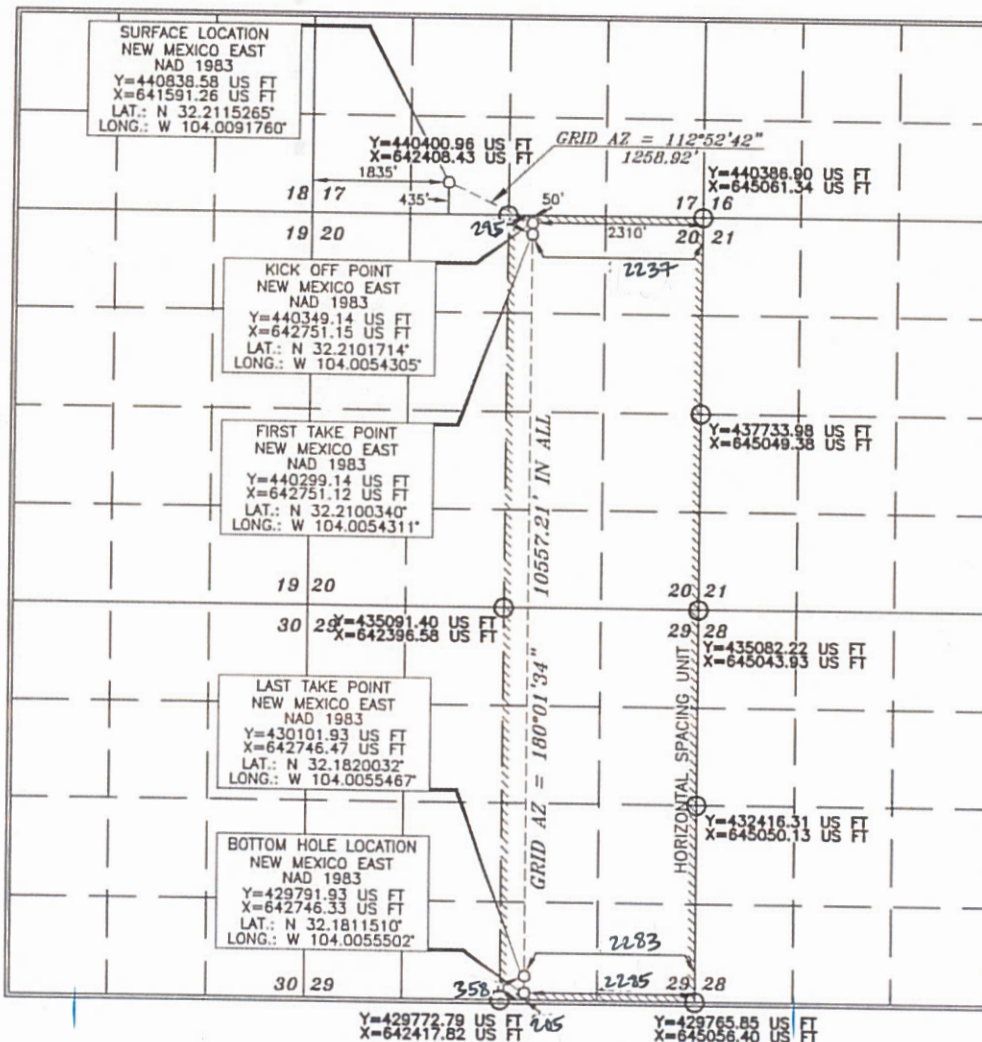 SURFACE LOCATION
NEW MEXICO EAST
NAD 1983
Y=440838.58 US FT
X=641591.26 US FT
LAT.: N 32.2115265°
LONG.: W 104.0091760°
Y=440400.96 US FT
X=642408.43 US FT
GRID AZ = 112°52'42"
1258.92'
Y=440386.90 US FT
X=645061.34 US FT
1835'
435'
50'
18 17
17 16
19 20
295
2310'
20 21
2237
KICK OFF POINT
NEW MEXICO EAST
NAD 1983
Y=440349.14 US FT
X=642751.15 US FT
LAT.: N 32.2101714°
LONG.: W 104.0054305°
FIRST TAKE POINT
NEW MEXICO EAST
NAD 1983
Y=440299.14 US FT
X=642751.12 US FT
LAT.: N 32.2100340°
LONG.: W 104.0054311°
Y=437733.98 US FT
X=645049.38 US FT
GRID AZ = 180°01'34" 10557.21' IN ALL
19 20
20 21
30 29
Y=435091.40 US FT
X=642396.58 US FT
29 28
Y=435082.22 US FT
X=645043.93 US FT
HORIZONTAL SPACING UNIT
LAST TAKE POINT
NEW MEXICO EAST
NAD 1983
Y=430101.93 US FT
X=642746.47 US FT
LAT.: N 32.1820032°
LONG.: W 104.0055467°
Y=432416.31 US FT
X=645050.13 US FT
BOTTOM HOLE LOCATION
NEW MEXICO EAST
NAD 1983
Y=429791.93 US FT
X=642746.33 US FT
LAT.: N 32.1811510°
LONG.: W 104.0055502°
2283
30 29
358
2285
29 28
205
Y=429772.79 US FT
X=642417.82 US FT
Y=429765.85 US FT
X=645056.40 US FT